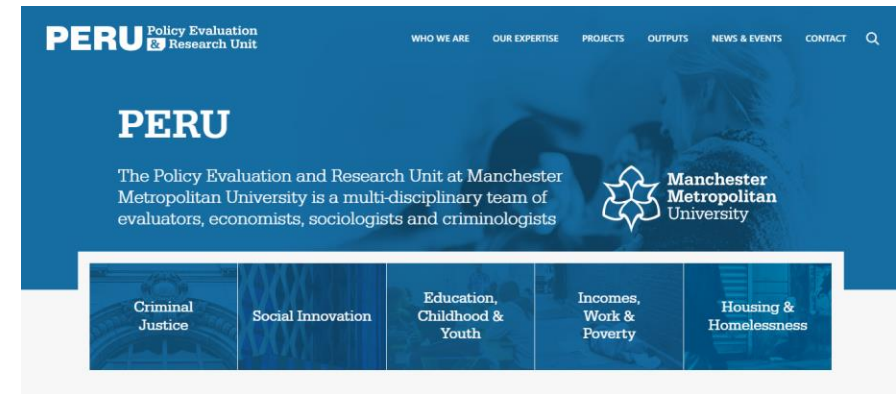 PERU Policy Evaluation
& Research Unit
WHO WE ARE OUR EXPERTISE PROJECTS OUTPUTS NEWS & EVENTS CONTACT
PERU
The Policy Evaluation and Research Unit at Manchester
Metropolitan University is a multi-disciplinary team of
evaluators, economists, sociologists and criminologists
Manchester
Metropolitan
University
Criminal
Justice
Social Innovation
Education,
Childhood &
Youth
Incomes,
Work &
Poverty
Housing &
Homelessness